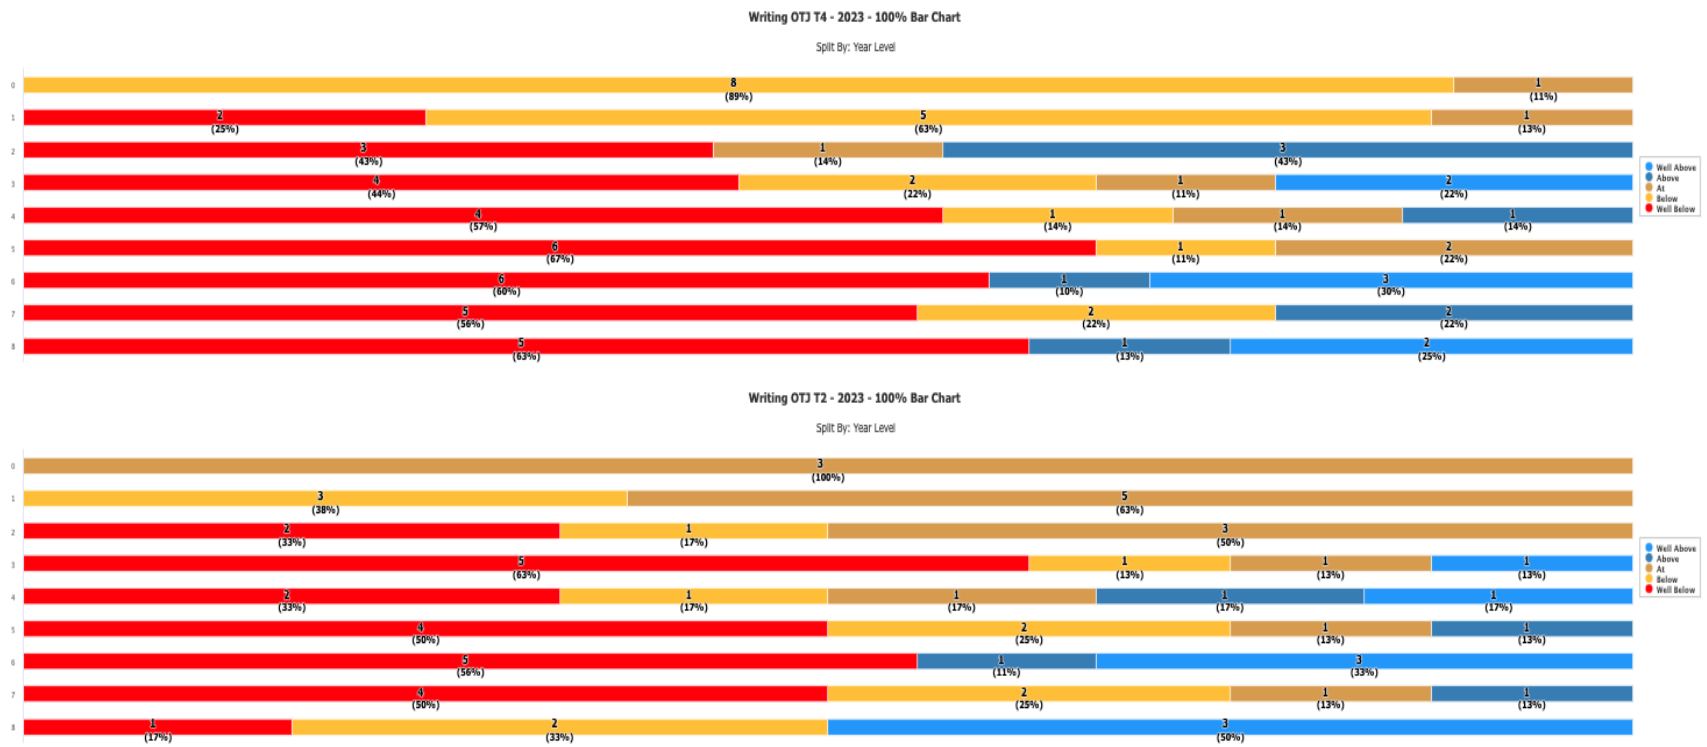 Writing OTJ T4 - 2023 - 100% Bar Chart
Split By: Year Level
0 8 1
(89%) (11%)
1 2 5 1
(25%) (63%) (13%)
2 3 1 3
(43%) (14%) (43%)
3 4 2 1 2
(44%) (22%) (11%) (22%)
4 4 1 1 1
(57%) (14%) (14%) (14%)
5 6 1 2
(67%) (11%) (22%)
6 6 1 3
(60%) (10%) (30%)
7 5 2 2
(56%) (22%) (22%)
8 5 1 2
(63%) (13%) (25%)
Well Above
Above
At
Below
Well Below
Writing OTJ T2 - 2023 - 100% Bar Chart
Split By: Year Level
0 3
(100%)
1 3 5
(38%) (63%)
2 2 1 3
(33%) (17%) (50%)
3 5 1 1 1
(63%) (13%) (13%) (13%)
4 2 1 1 1 1
(33%) (17%) (17%) (17%) (17%)
5 4 2 1 1
(50%) (25%) (13%) (13%)
6 5 1 3
(56%) (11%) (33%)
7 4 2 1 1
(50%) (25%) (13%) (13%)
8 1 2 3
(17%) (33%) (50%)
Well Above
Above
At
Below
Well Below